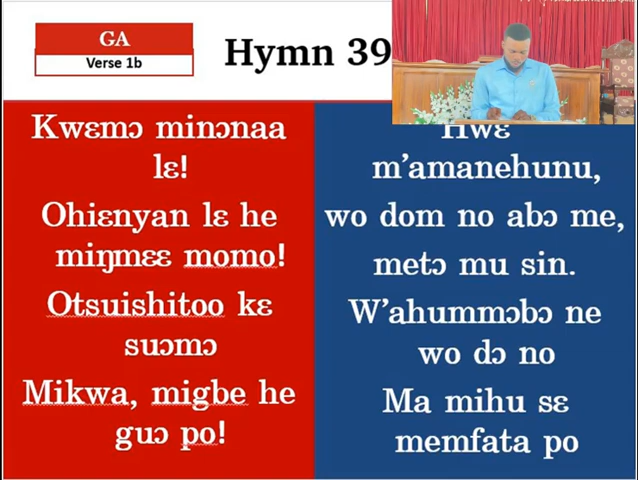 GA
Verse 1b
Hymn 39
Kwɛmɔ minɔnaa
lɛ!
Ohiɛnyan lɛ he
miŋmɛɛ momo!
Otsuishitoo kɛ
suɔmɔ
Mikwa, migbe he
guɔ po!
Hwɛ
m’amanehunu,
wo dom no abɔ me,
metɔ mu sin.
W’ahummɔbɔ ne
wo dɔ no
Ma mihu sɛ
memfata po